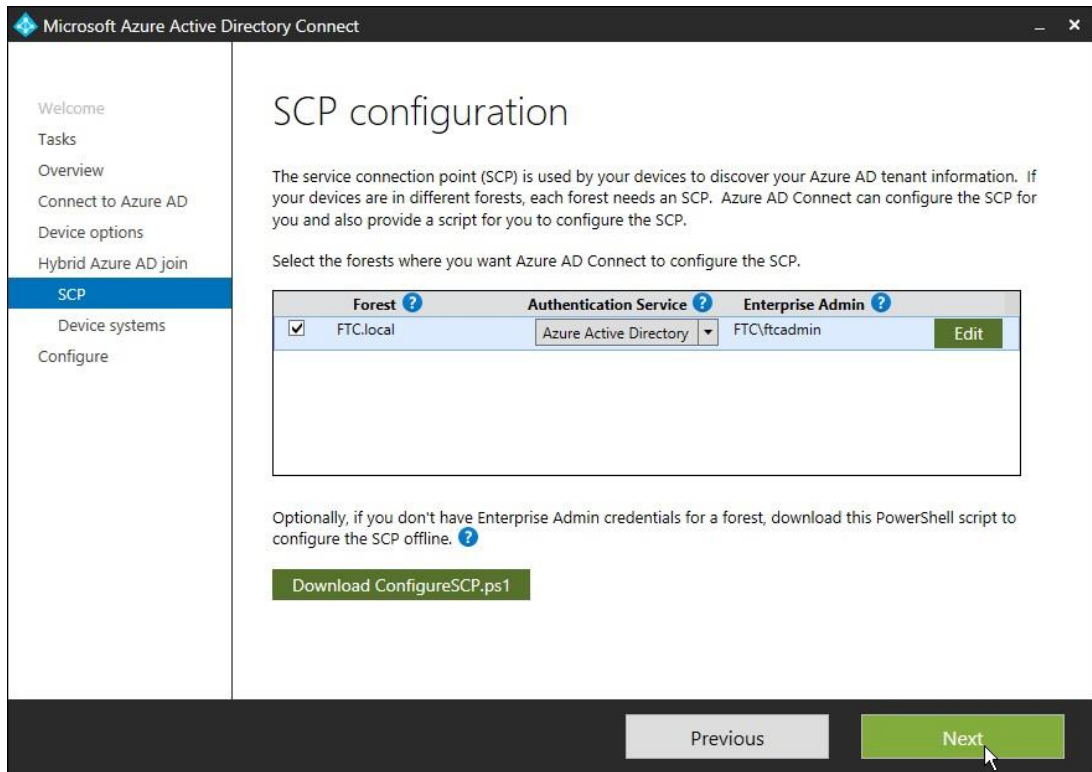 Microsoft Azure Active Directory Connect
Welcome
Tasks
Overview
Connect to Azure AD
Device options
Hybrid Azure AD join
SCP
Device systems
Configure
SCP configuration
The service connection point (SCP) is used by your devices to discover your Azure AD tenant information. If
your devices are in different forests, each forest needs an SCP. Azure AD Connect can configure the SCP for
you and also provide a script for you to configure the SCP.
Select the forests where you want Azure AD Connect to configure the SCP.
Forest ? Authentication Service ? Enterprise Admin ?
FTC.local Azure Active Directory FTC\ftcadmin Edit
Optionally, if you don't have Enterprise Admin credentials for a forest, download this PowerShell script to
configure the SCP offline. ?
Download ConfigureSCP.ps1
Previous Next